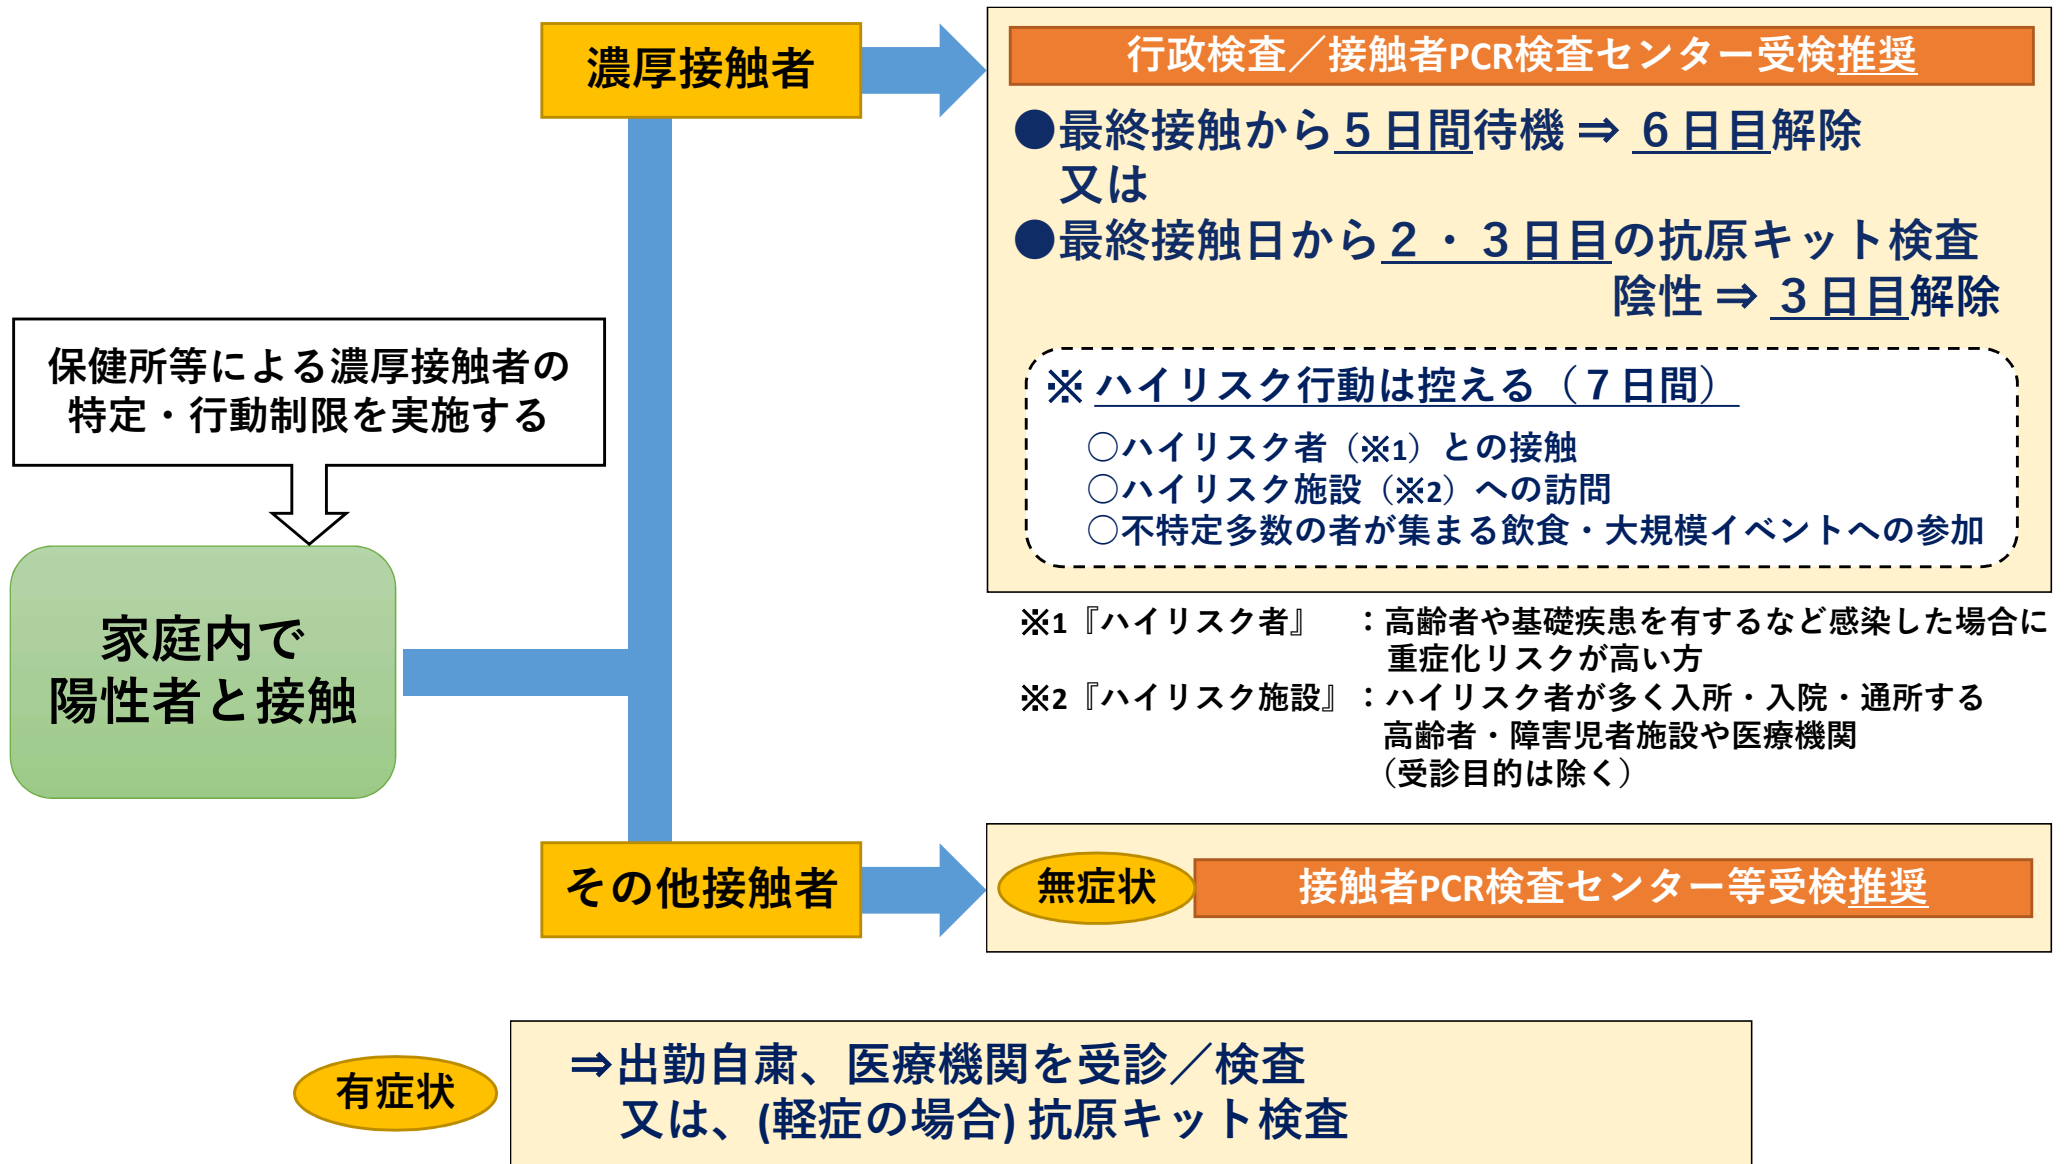 濃厚接触者
行政検査／接触者PCR検査センター受検推奨
●最終接触から５日間待機 ⇒ ６日目解除
又は
●最終接触日から２・３日目の抗原キット検査
陰性 ⇒ ３日目解除
※ ハイリスク行動は控える（７日間）
○ハイリスク者（※1）との接触
○ハイリスク施設（※2）への訪問
○不特定多数の者が集まる飲食・大規模イベントへの参加
※1『ハイリスク者』　：高齢者や基礎疾患を有するなど感染した場合に
重症化リスクが高い方
※2『ハイリスク施設』：ハイリスク者が多く入所・入院・通所する
高齢者・障害児者施設や医療機関
（受診目的は除く）
保健所等による濃厚接触者の
特定・行動制限を実施する
家庭内で
陽性者と接触
その他接触者
無症状
接触者PCR検査センター等受検推奨
有症状
⇒出勤自粛、医療機関を受診／検査
又は、(軽症の場合) 抗原キット検査